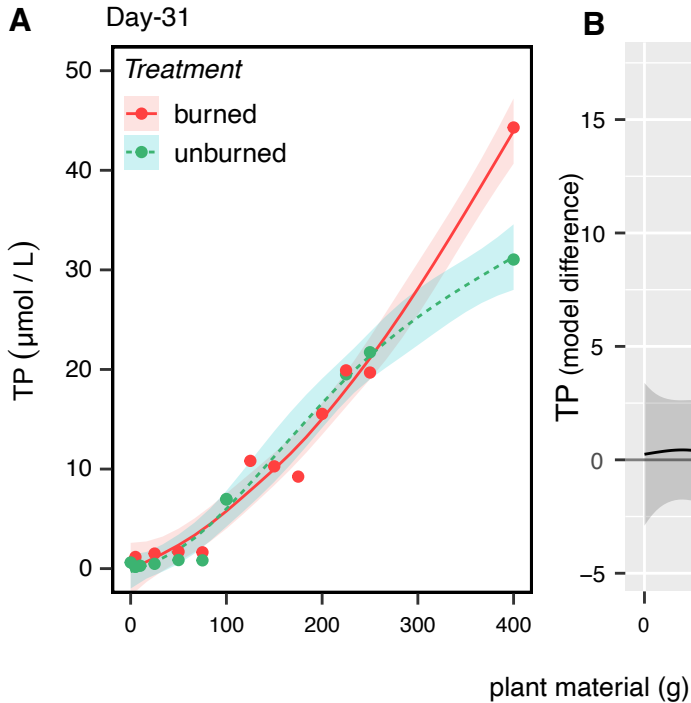 A
Day-31
B
Treatment
burned
unburned
TP (µmol / L)
50
40
30
20
10
0
0
100
200
300
400
TP (model difference)
15
10
5
0
−5
0
plant material (g)